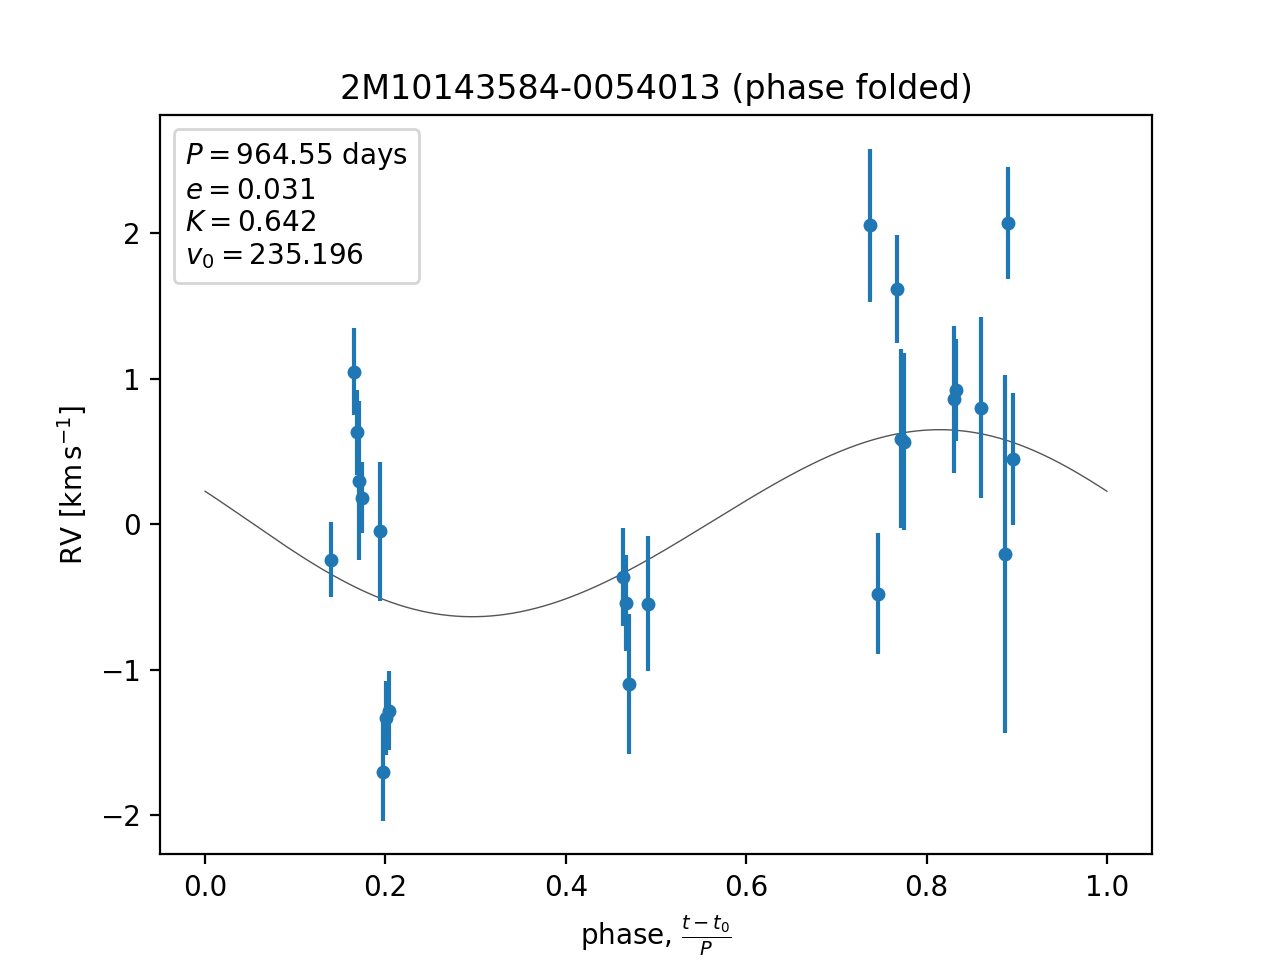 2M10143584-0054013 (phase folded)
P = 964.55 days
e = 0.031
K = 0.642
v₀ = 235.196
2
1
0
−1
−2
RV [km s⁻¹]
0.0 0.2 0.4 0.6 0.8 1.0
phase, (t − t₀)/P